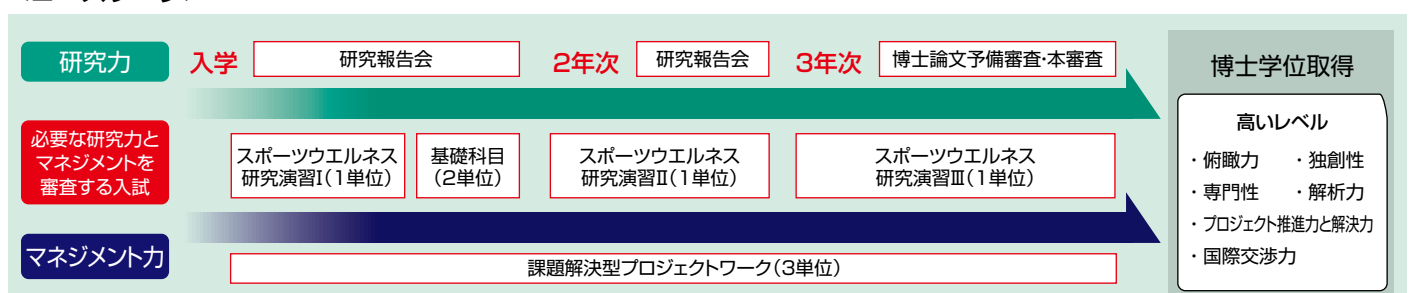 研究力
入学
研究報告会
2年次
研究報告会
3年次
博士論文予備審査・本審査
必要な研究力と
マネジメントを
審査する入試
スポーツウエルネス
研究演習Ⅰ(1単位)
基礎科目
(2単位)
スポーツウエルネス
研究演習Ⅱ(1単位)
スポーツウエルネス
研究演習Ⅲ(1単位)
マネジメント力
課題解決型プロジェクトワーク(3単位)
博士学位取得
高いレベル
・俯瞰力 ・独創性
・専門性 ・解析力
・プロジェクト推進力と解決力
・国際交渉力